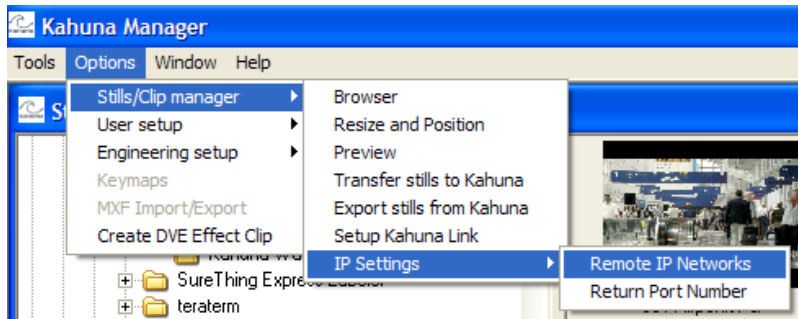 Kahuna Manager
Tools Options Window Help
Stills/Clip manager
User setup
Engineering setup
Keymaps
MXF Import/Export
Create DVE Effect Clip
Browser
Resize and Position
Preview
Transfer stills to Kahuna
Export stills from Kahuna
Setup Kahuna Link
IP Settings
Remote IP Networks
Return Port Number
SureThing Express Labeler
teraterm